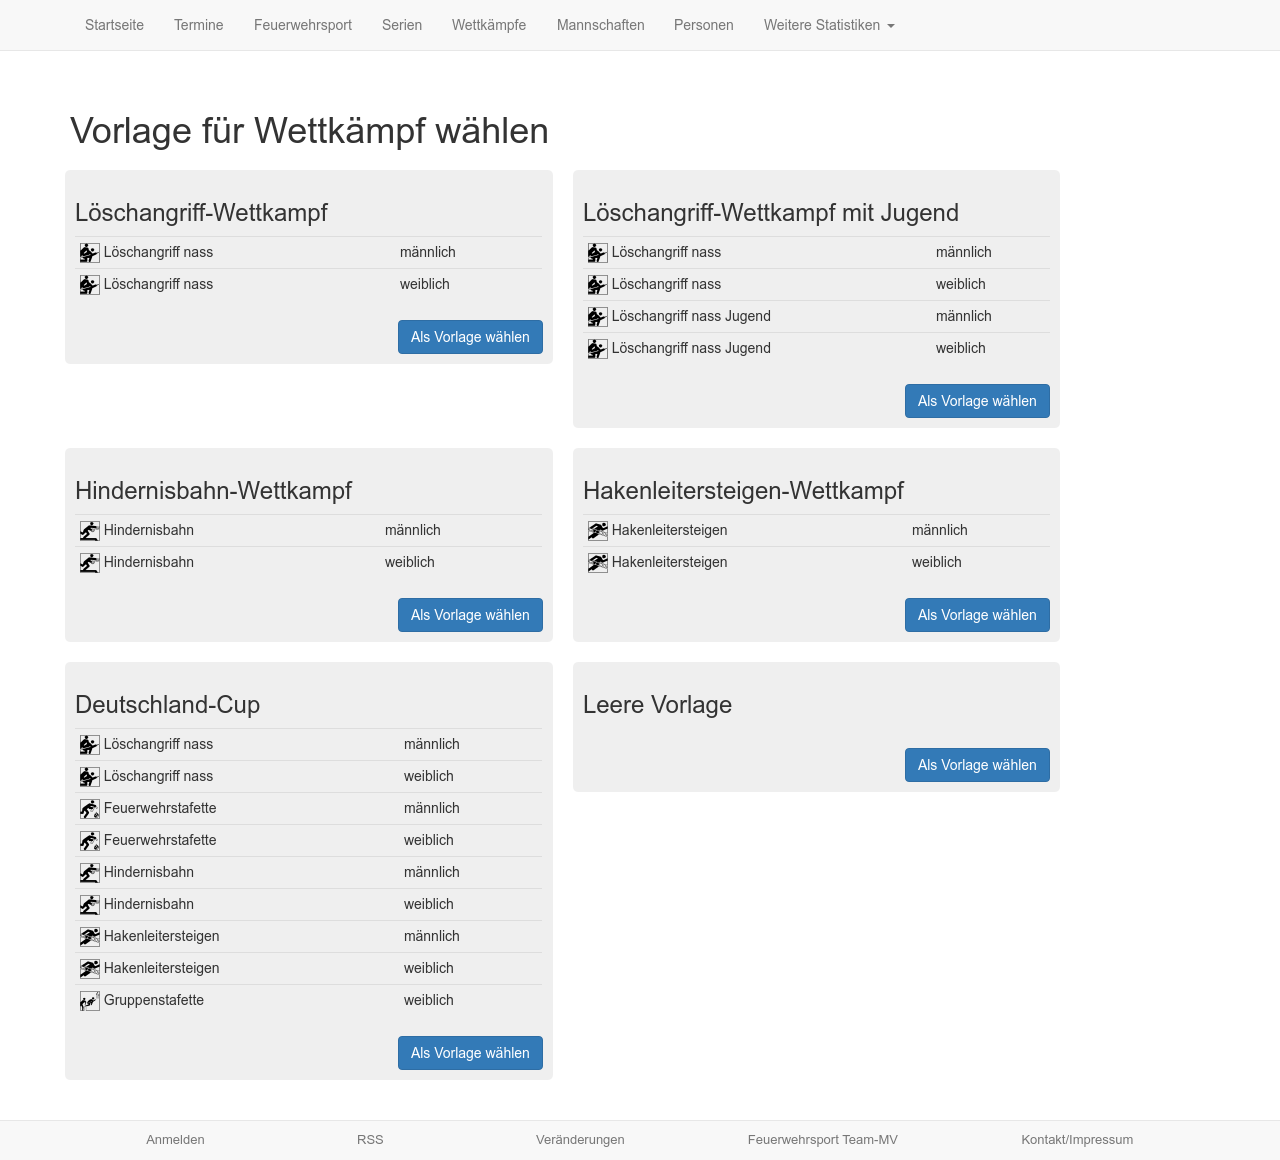 Startseite Termine Feuerwehrsport Serien Wettkämpfe Mannschaften Personen Weitere Statistiken
Vorlage für Wettkämpf wählen
Löschangriff-Wettkampf
Löschangriff nass männlich
Löschangriff nass weiblich
Als Vorlage wählen
Löschangriff-Wettkampf mit Jugend
Löschangriff nass männlich
Löschangriff nass weiblich
Löschangriff nass Jugend männlich
Löschangriff nass Jugend weiblich
Als Vorlage wählen
Hindernisbahn-Wettkampf
Hindernisbahn männlich
Hindernisbahn weiblich
Als Vorlage wählen
Hakenleitersteigen-Wettkampf
Hakenleitersteigen männlich
Hakenleitersteigen weiblich
Als Vorlage wählen
Deutschland-Cup
Löschangriff nass männlich
Löschangriff nass weiblich
Feuerwehrstafette männlich
Feuerwehrstafette weiblich
Hindernisbahn männlich
Hindernisbahn weiblich
Hakenleitersteigen männlich
Hakenleitersteigen weiblich
Gruppenstafette weiblich
Als Vorlage wählen
Leere Vorlage
Als Vorlage wählen
Anmelden RSS Veränderungen Feuerwehrsport Team-MV Kontakt/Impressum